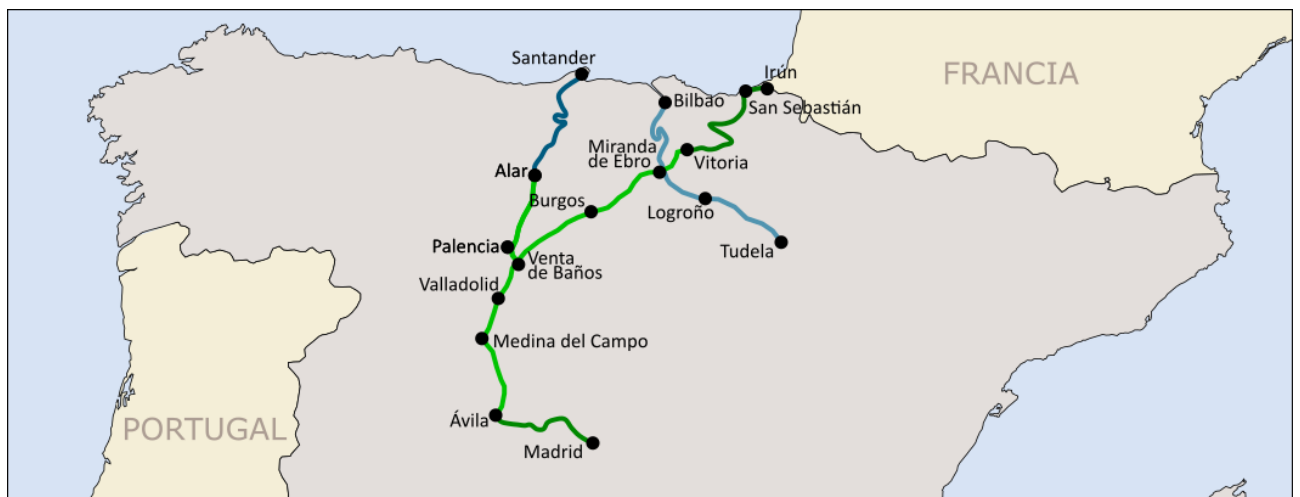 Santander
Irún
FRANCIA
Bilbao
San Sebastián
Miranda
de Ebro
Vitoria
Alar
Burgos
Logroño
Palencia
Tudela
Venta
de Baños
Valladolid
Medina del Campo
Ávila
PORTUGAL
Madrid